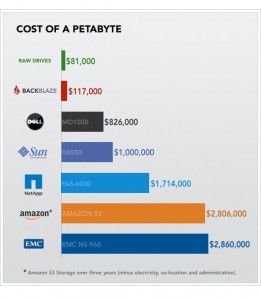 COST OF A PETABYTE
RAW DRIVES $81,000
BACKBLAZE $117,000
DELL MD1000 $826,000
Sun X4550 $1,000,000
NetApp FAS-6000 $1,714,000
amazon* AMAZON S3 $2,806,000
EMC EMC NS-960 $2,860,000
* Amazon S3 Storage over three years (minus electricity, co-location and administration).